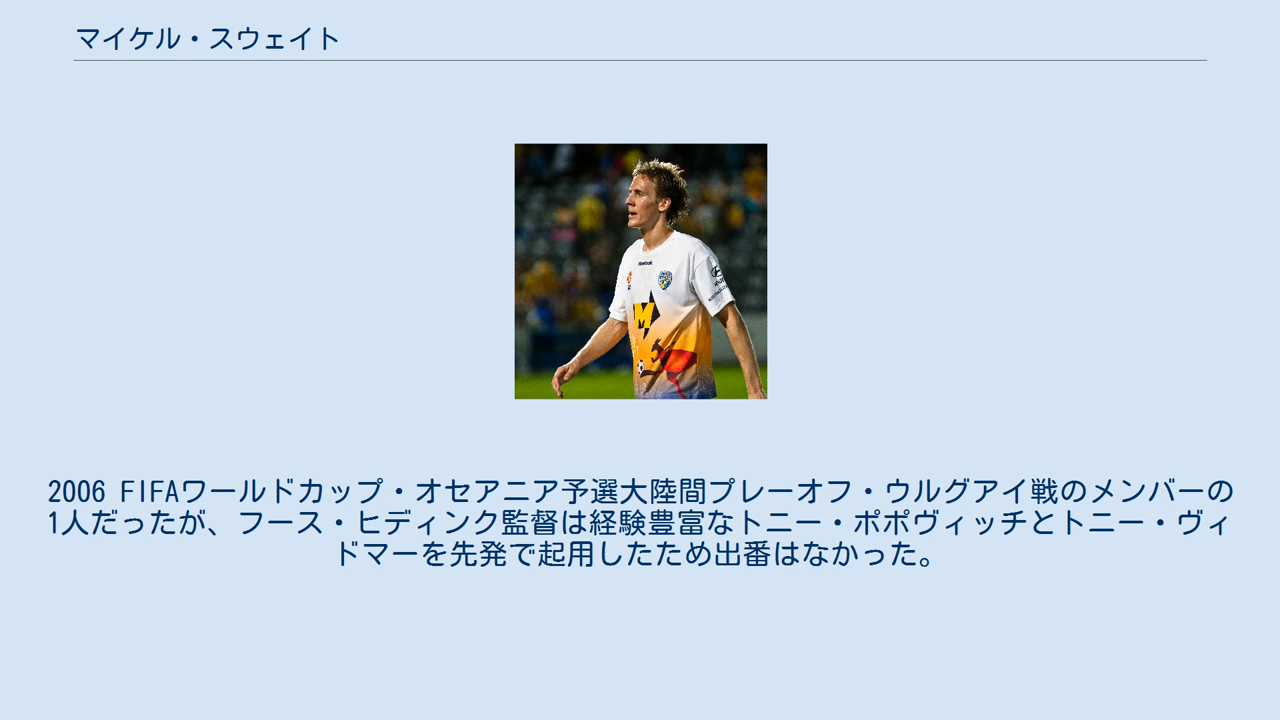 マイケル・スウェイト
Reebok
M
2006 FIFAワールドカップ・オセアニア予選大陸間プレーオフ・ウルグアイ戦のメンバーの
1人だったが、フース・ヒディンク監督は経験豊富なトニー・ポポヴィッチとトニー・ヴィ
ドマーを先発で起用したため出番はなかった。